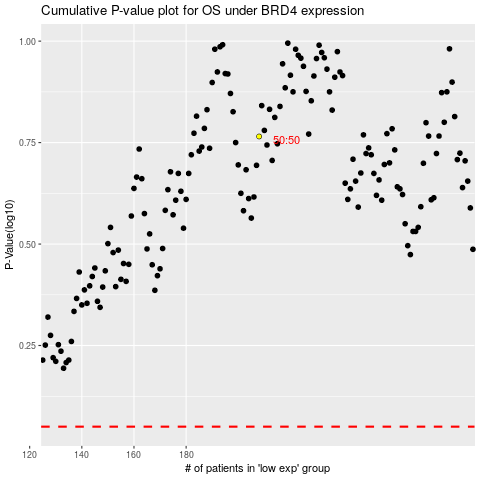 Cumulative P-value plot for OS under BRD4 expression
P-Value(log10)
1.00
0.75
0.50
0.25
50:50
120 140 160 180
# of patients in 'low exp' group